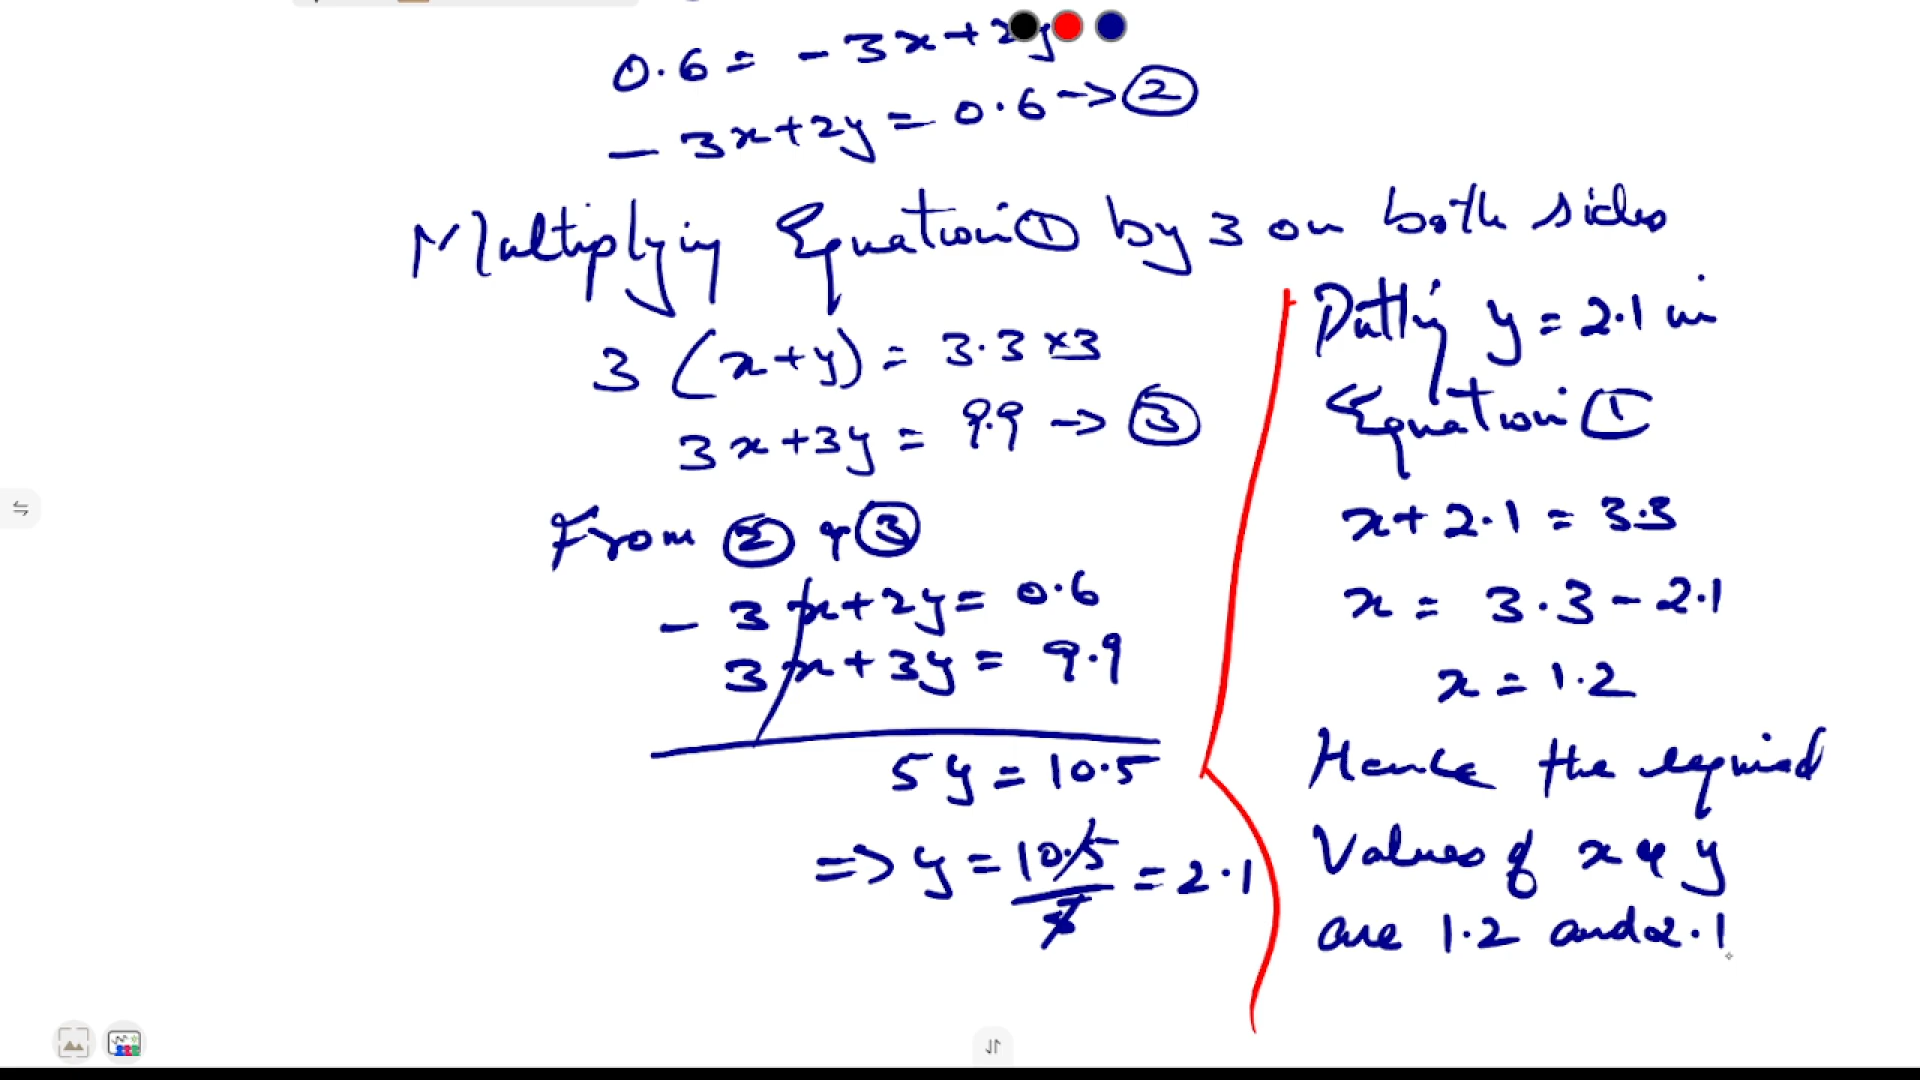 0.6 = - 3x+2y
- 3x+2y = 0.6 -> ②
Multiplying Equation ① by 3 on both sides
3 (x+y) = 3.3 ×3
3x+3y = 9.9 -> ③
From ② & ③
- 3x+2y = 0.6
3x+3y = 9.9
5y = 10.5
=> y = 10.5/5 = 2.1
Putting y = 2.1 in
Equation ①
x+2.1 = 3.3
x = 3.3-2.1
x = 1.2
Hence the required
Values of x & y
are 1.2 and 2.1